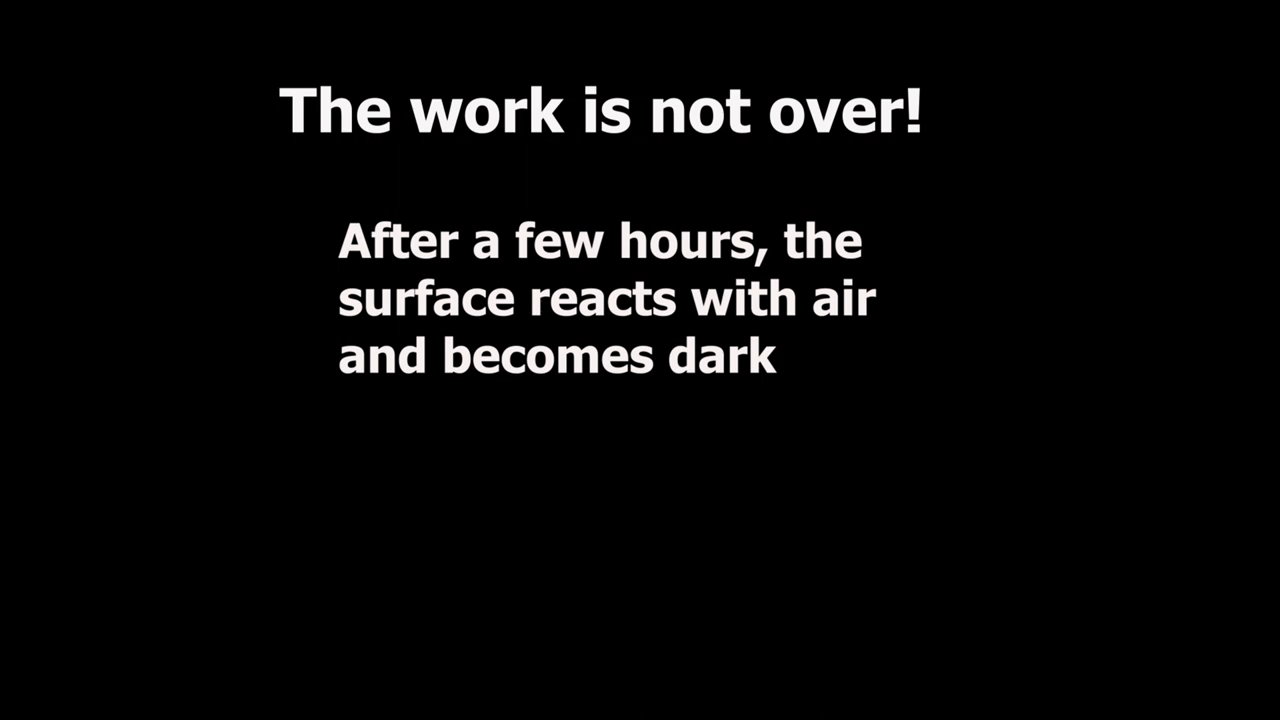 The work is not over!
After a few hours, the
surface reacts with air
and becomes dark